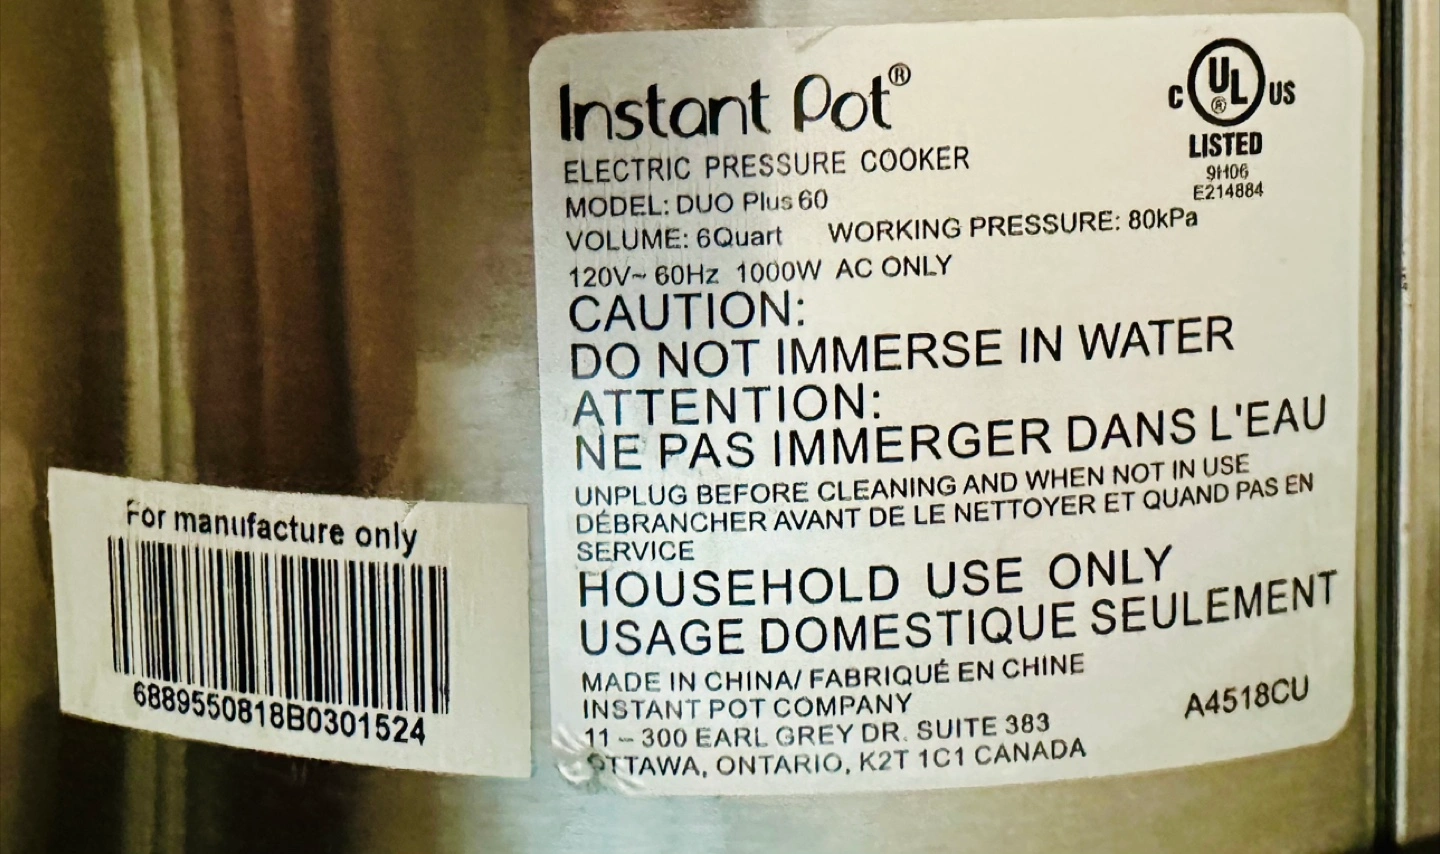 Instant Pot®
C UL® US
LISTED
9H06
E214884
ELECTRIC PRESSURE COOKER
MODEL: DUO Plus 60
VOLUME: 6Quart WORKING PRESSURE: 80kPa
120V~ 60Hz 1000W AC ONLY
CAUTION:
DO NOT IMMERSE IN WATER
ATTENTION:
NE PAS IMMERGER DANS L'EAU
UNPLUG BEFORE CLEANING AND WHEN NOT IN USE
DÉBRANCHER AVANT DE LE NETTOYER ET QUAND PAS EN
SERVICE
HOUSEHOLD USE ONLY
USAGE DOMESTIQUE SEULEMENT
MADE IN CHINA/ FABRIQUÉ EN CHINE
INSTANT POT COMPANY
11 – 300 EARL GREY DR. SUITE 383
OTTAWA, ONTARIO, K2T 1C1 CANADA
A4518CU
For manufacture only
6889550818B0301524